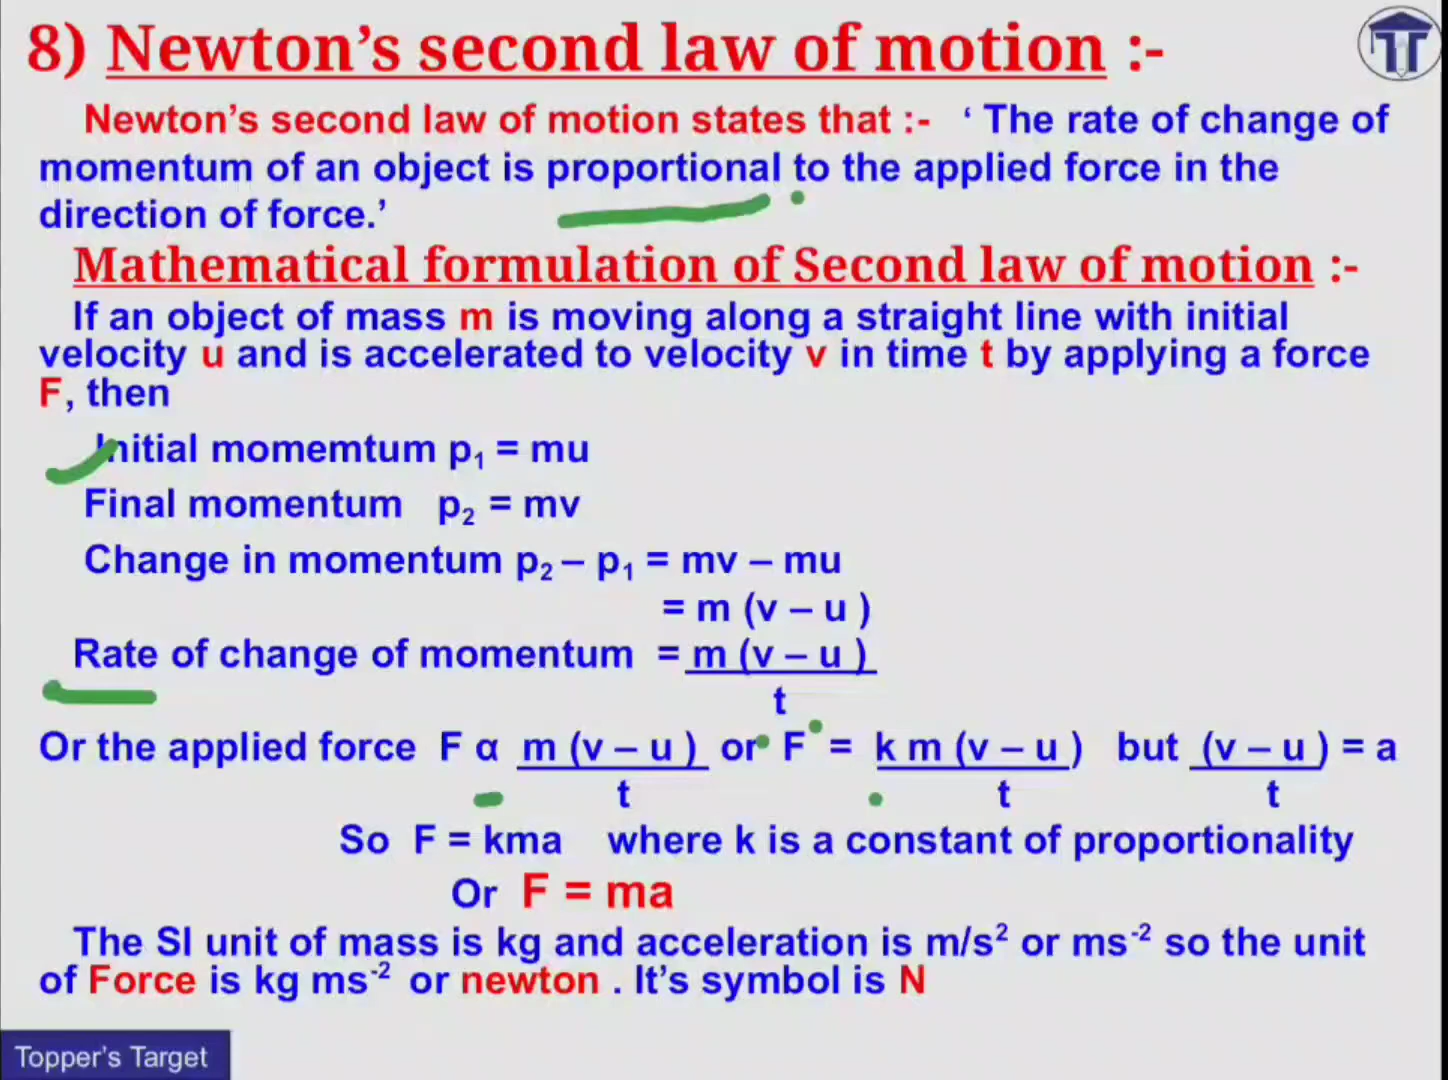 8) Newton's second law of motion :-
Newton's second law of motion states that :- ‘ The rate of change of
momentum of an object is proportional to the applied force in the
direction of force.’
Mathematical formulation of Second law of motion :-
If an object of mass m is moving along a straight line with initial
velocity u and is accelerated to velocity v in time t by applying a force
F, then
Initial momemtum p₁ = mu
Final momentum p₂ = mv
Change in momentum p₂ – p₁ = mv – mu
= m (v – u )
Rate of change of momentum = m (v – u )
t
Or the applied force F α m (v – u ) or F = k m (v – u ) but (v – u ) = a
t t t
So F = kma where k is a constant of proportionality
Or F = ma
The SI unit of mass is kg and acceleration is m/s² or ms⁻² so the unit
of Force is kg ms⁻² or newton . It’s symbol is N
Topper's Target